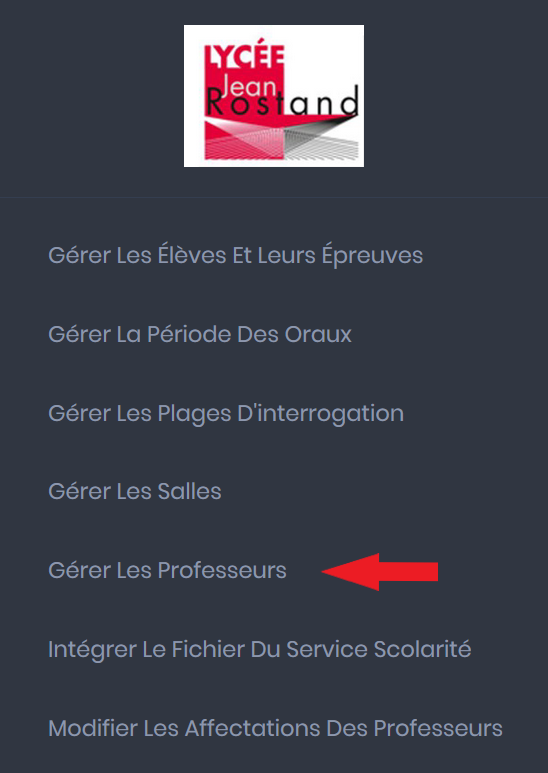 LYCÉE
Jean
Rostand
Gérer Les Élèves Et Leurs Épreuves
Gérer La Période Des Oraux
Gérer Les Plages D'interrogation
Gérer Les Salles
Gérer Les Professeurs
Intégrer Le Fichier Du Service Scolarité
Modifier Les Affectations Des Professeurs